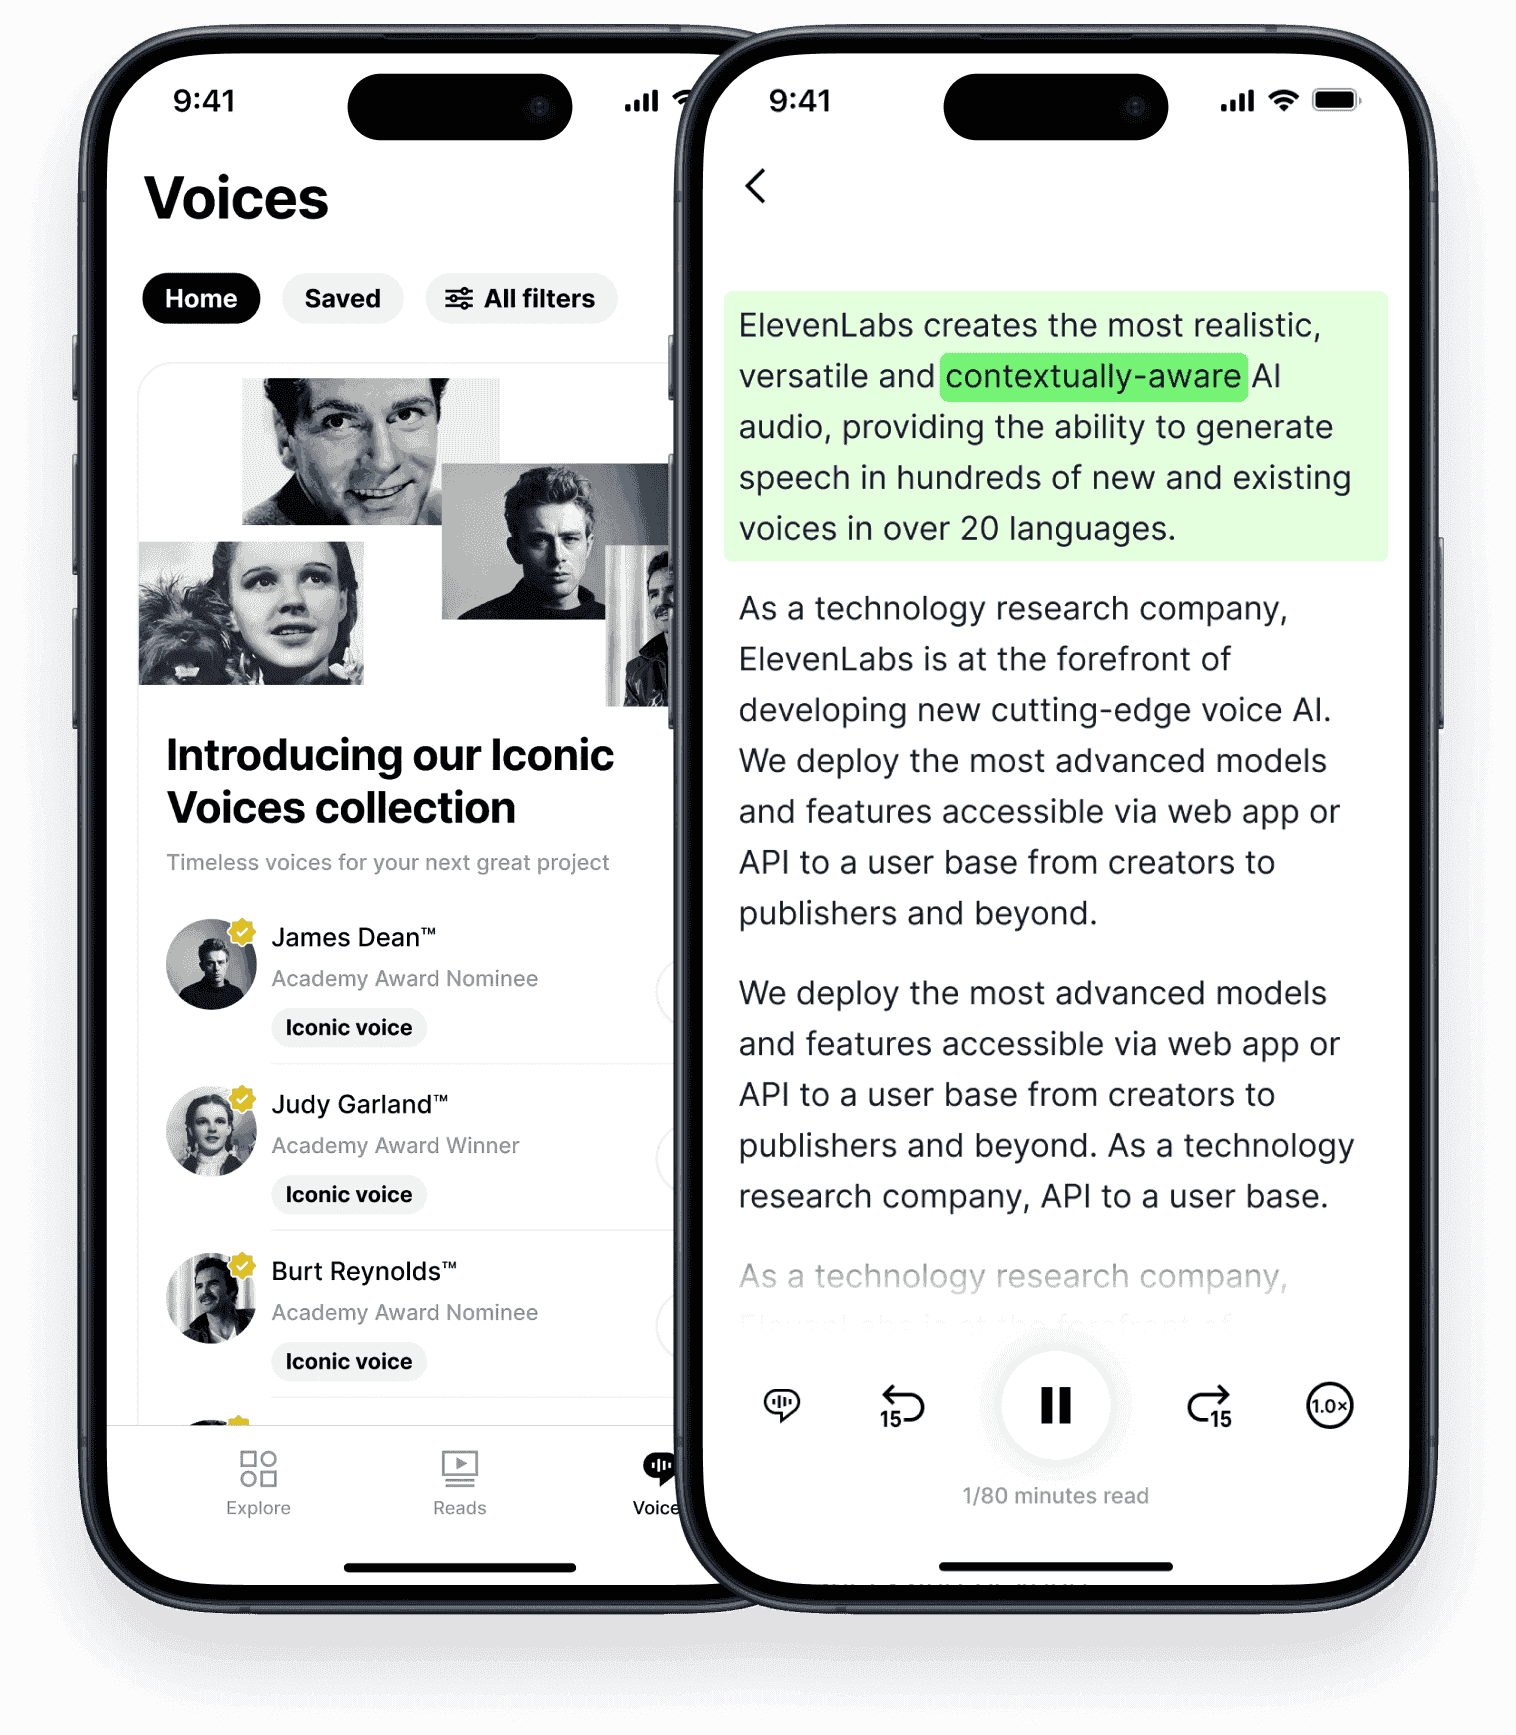 9:41
Voices
Home
Saved
All filters
Introducing our Iconic
Voices collection
Timeless voices for your next great project
James Dean™
Academy Award Nominee
Iconic voice
Judy Garland™
Academy Award Winner
Iconic voice
Burt Reynolds™
Academy Award Nominee
Iconic voice
Explore
Reads
Voice
9:41
ElevenLabs creates the most realistic,
versatile and contextually-aware AI
audio, providing the ability to generate
speech in hundreds of new and existing
voices in over 20 languages.
As a technology research company,
ElevenLabs is at the forefront of
developing new cutting-edge voice AI.
We deploy the most advanced models
and features accessible via web app or
API to a user base from creators to
publishers and beyond.
We deploy the most advanced models
and features accessible via web app or
API to a user base from creators to
publishers and beyond. As a technology
research company, API to a user base.
As a technology research company,
ElevenLabs is at the forefront of
15
15
1.0×
1/80 minutes read